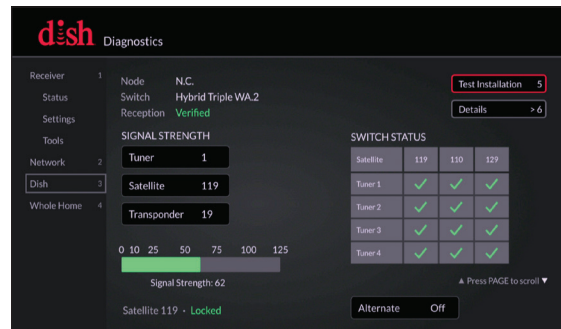 dish Diagnostics
Receiver 1
Status
Settings
Tools
Network 2
Dish 3
Whole Home 4
Node N.C.
Switch Hybrid Triple WA.2
Reception Verified
SIGNAL STRENGTH
Tuner 1
Satellite 119
Transponder 19
0 10 25 50 75 100 125
Signal Strength: 62
Satellite 119 • Locked
Test Installation 5
Details > 6
SWITCH STATUS
Satellite 119 110 129
Tuner 1 ✓ ✓ ✓
Tuner 2 ✓ ✓ ✓
Tuner 3 ✓ ✓ ✓
Tuner 4 ✓ ✓ ✓
▲ Press PAGE to scroll ▼
Alternate Off